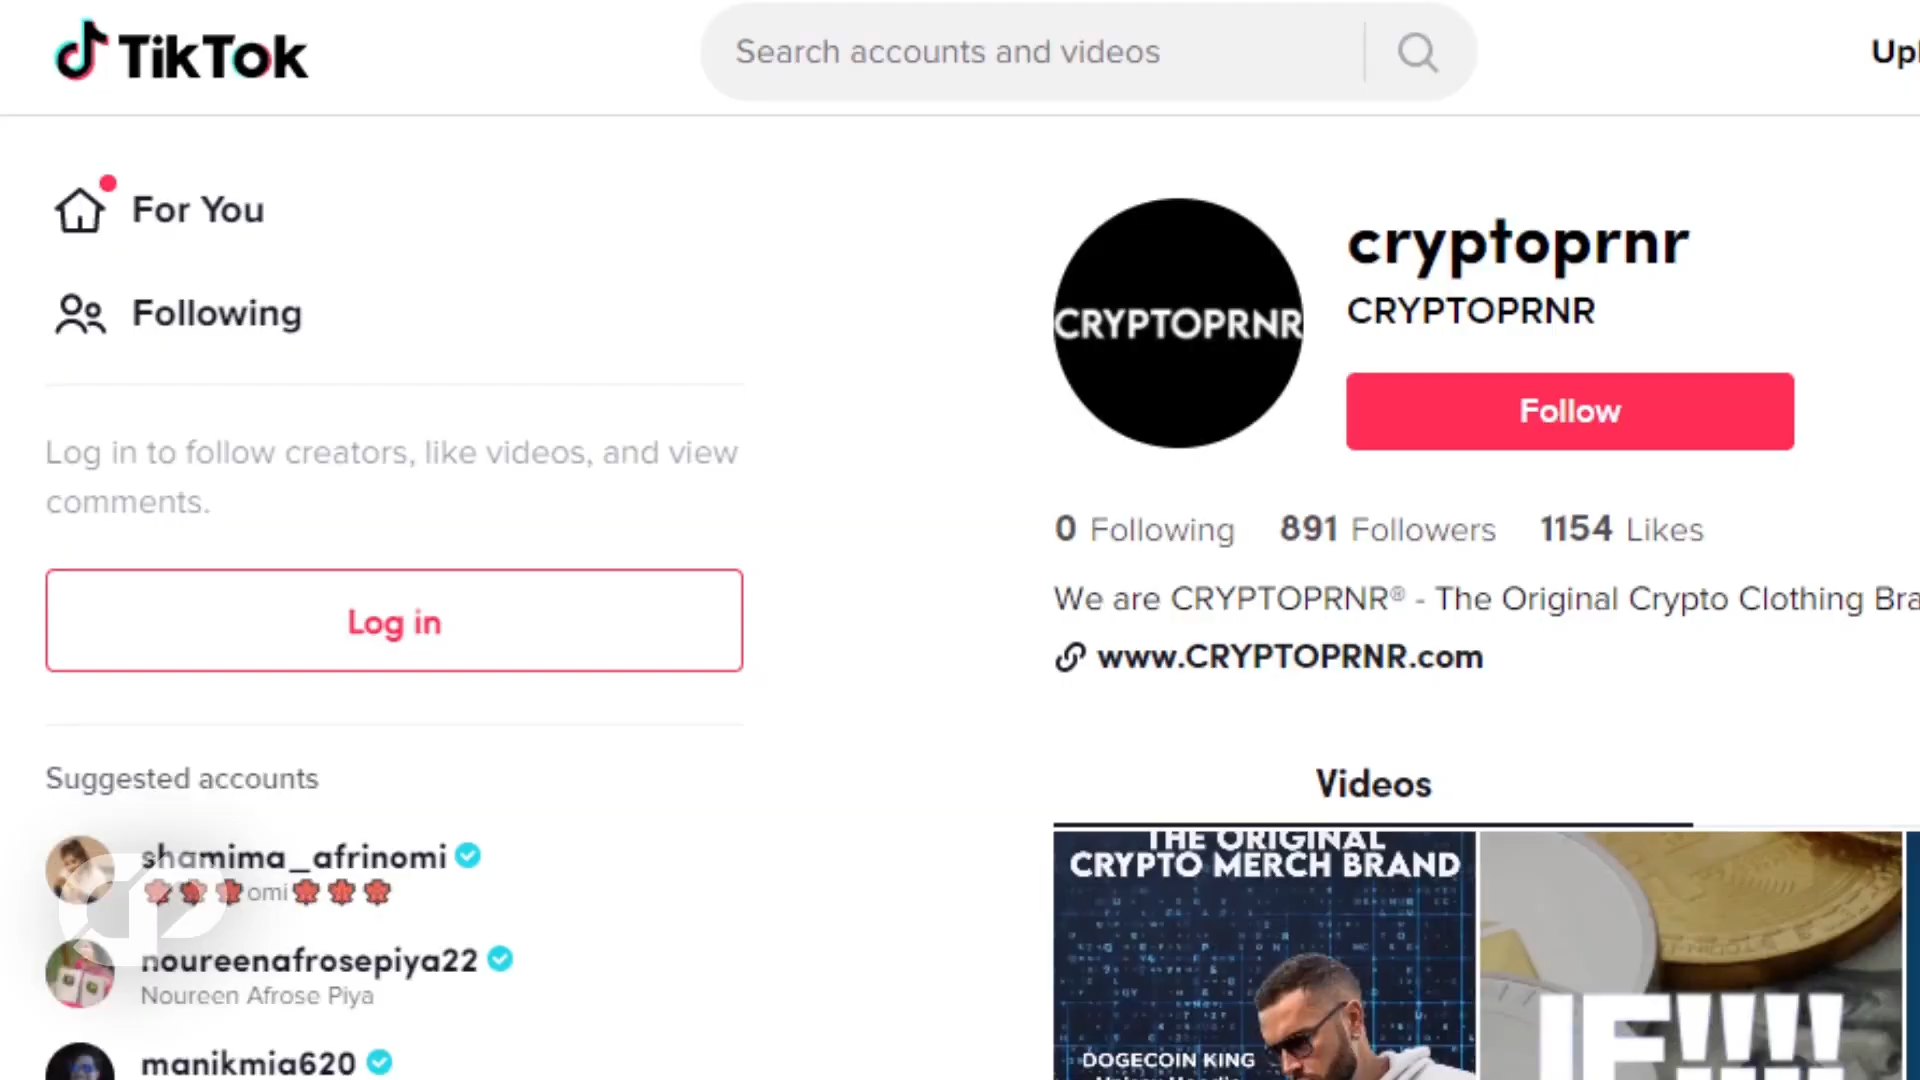 TikTok
Search accounts and videos
For You
Following
Log in to follow creators, like videos, and view
comments.
Log in
Suggested accounts
shamima_afrinomi
omi
noureenafrosepiya22
Noureen Afrose Piya
manikmia620
CRYPTOPRNR
cryptoprnr
CRYPTOPRNR
Follow
0 Following 891 Followers 1154 Likes
We are CRYPTOPRNR® - The Original Crypto Clothing
www.CRYPTOPRNR.com
Videos
THE ORIGINAL
CRYPTO MERCH BRAND
DOGECOIN KING
IF!!!!